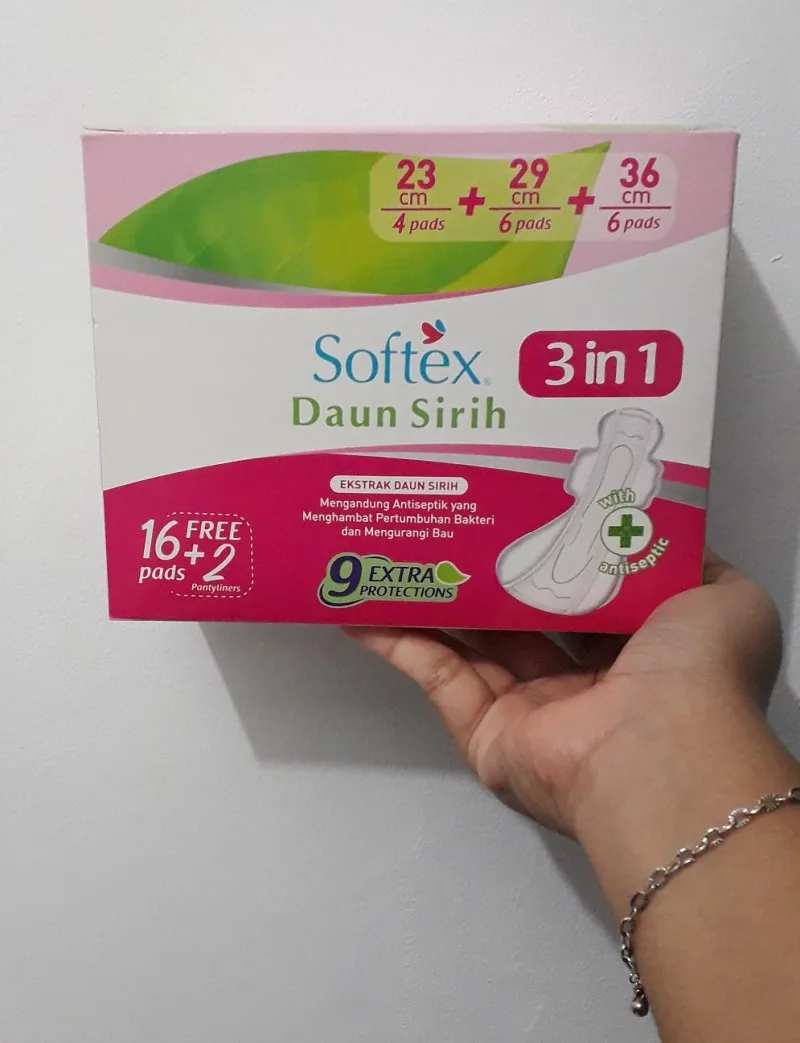 23 cm 4 pads + 29 cm 6 pads + 36 cm 6 pads
Softex®
3 in 1
Daun Sirih
EKSTRAK DAUN SIRIH
Mengandung Antiseptik yang
Menghambat Pertumbuhan Bakteri
dan Mengurangi Bau
16 pads + FREE 2 Pantyliners
9 EXTRA PROTECTIONS
with antiseptic